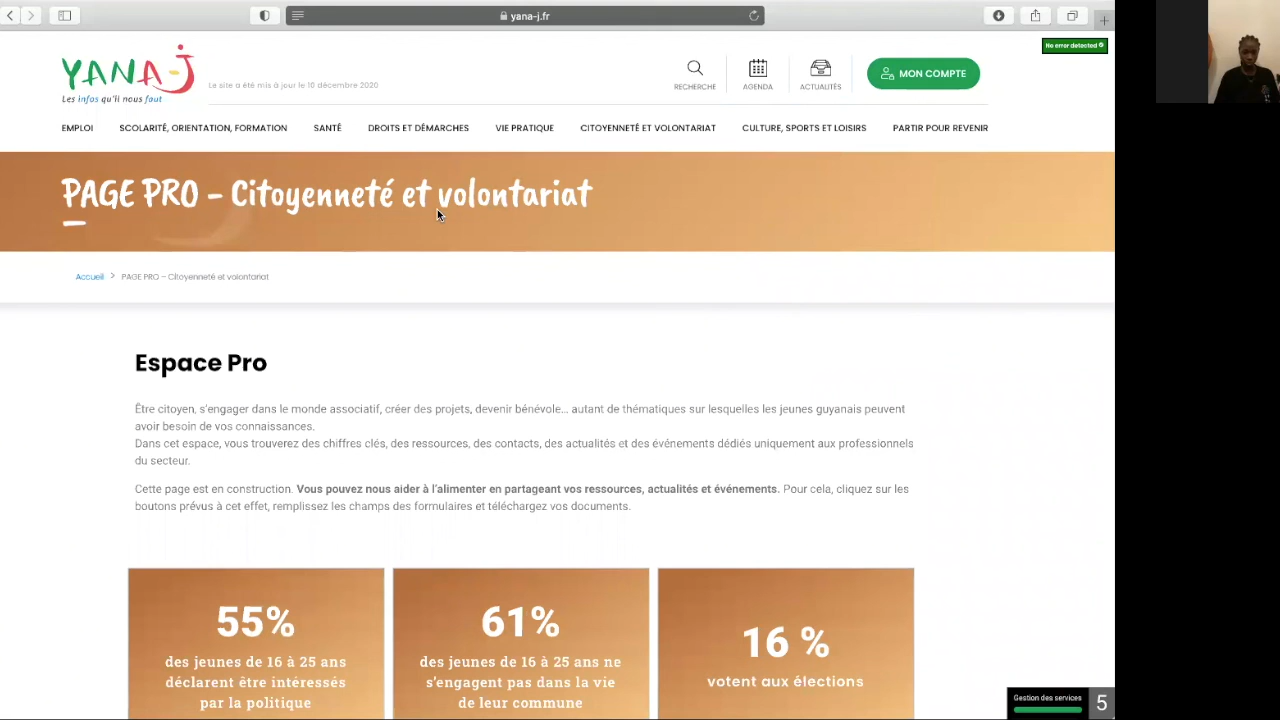 yana-j.fr
No error detected
YANA-J
Les infos qu'il nous faut
Le site a été mis à jour le 10 décembre 2020
RECHERCHE
AGENDA
ACTUALITÉS
MON COMPTE
EMPLOI
SCOLARITÉ, ORIENTATION, FORMATION
SANTÉ
DROITS ET DÉMARCHES
VIE PRATIQUE
CITOYENNETÉ ET VOLONTARIAT
CULTURE, SPORTS ET LOISIRS
PARTIR POUR REVENIR
PAGE PRO - Citoyenneté et volontariat
Accueil > PAGE PRO – Citoyenneté et volontariat
Espace Pro
Être citoyen, s'engager dans le monde associatif, créer des projets, devenir bénévole... autant de thématiques sur lesquelles les jeunes guyanais peuvent
avoir besoin de vos connaissances.
Dans cet espace, vous trouverez des chiffres clés, des ressources, des contacts, des actualités et des événements dédiés uniquement aux professionnels
du secteur.
Cette page est en construction. Vous pouvez nous aider à l'alimenter en partageant vos ressources, actualités et événements. Pour cela, cliquez sur les
boutons prévus à cet effet, remplissez les champs des formulaires et téléchargez vos documents.
55%
des jeunes de 16 à 25 ans
déclarent être intéressés
par la politique
61%
des jeunes de 16 à 25 ans ne
s'engagent pas dans la vie
de leur commune
16 %
votent aux élections
Gestion des services
5